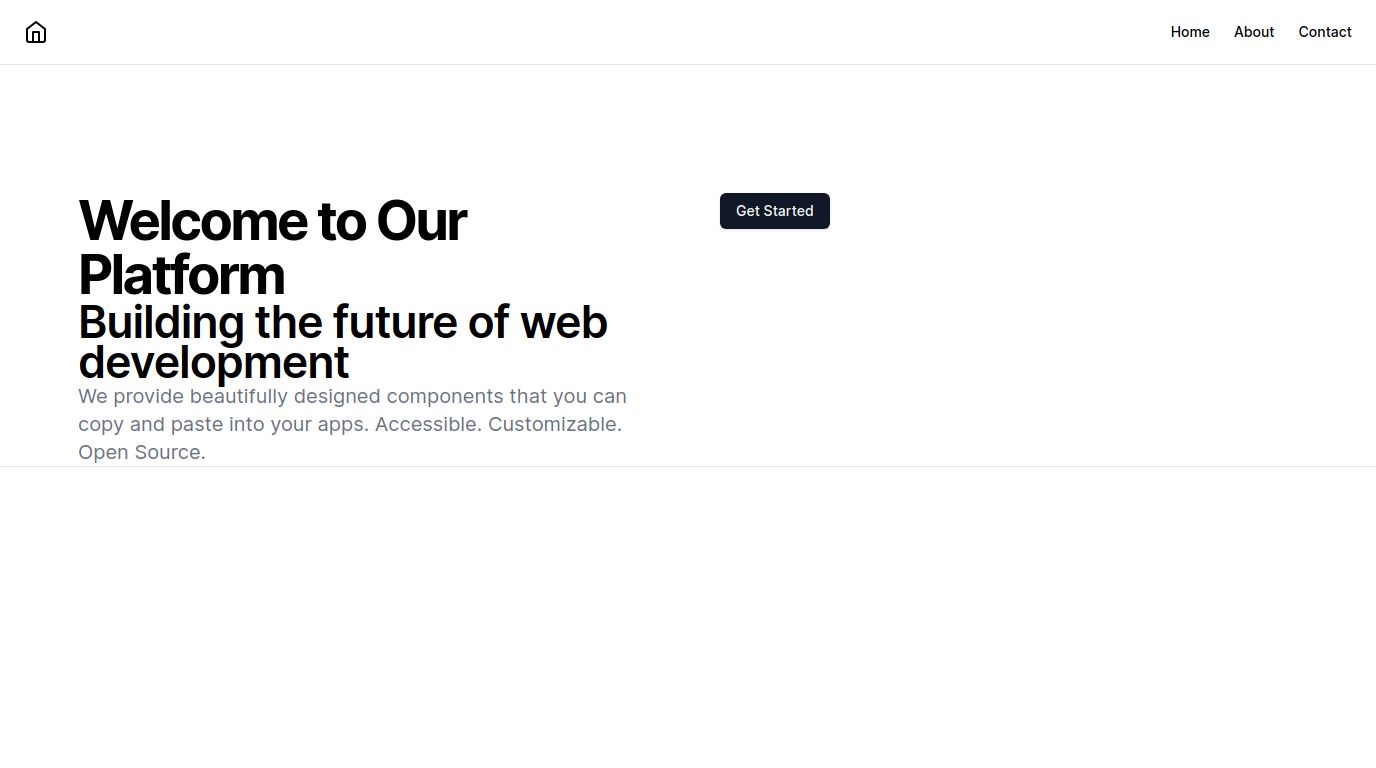 Home About Contact
Welcome to Our
Platform
Get Started
Building the future of web
development
We provide beautifully designed components that you can
copy and paste into your apps. Accessible. Customizable.
Open Source.